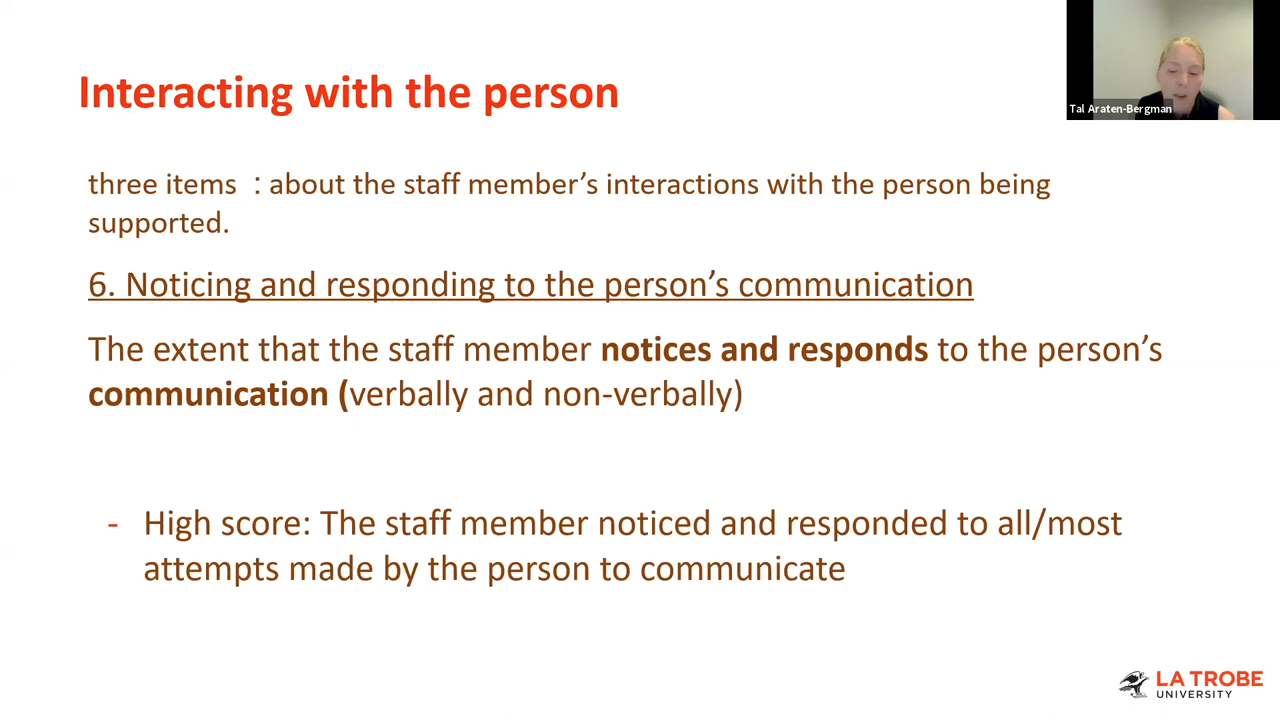 Interacting with the person
Tal Araten-Bergman
three items : about the staff member’s interactions with the person being
supported.
6. Noticing and responding to the person’s communication
The extent that the staff member notices and responds to the person’s
communication (verbally and non-verbally)
- High score: The staff member noticed and responded to all/most
attempts made by the person to communicate
LA TROBE
UNIVERSITY